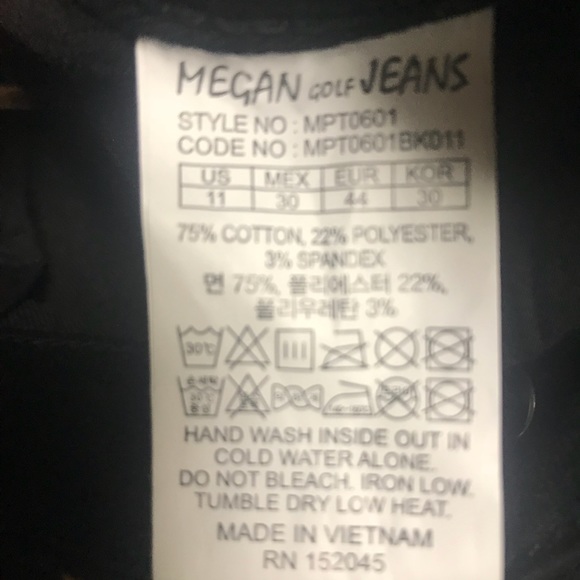 MEGAN GOLF JEANS
STYLE NO : MPT0601
CODE NO : MPT0601BK011
US MEX EUR KOR
11 30 44 30
75% COTTON, 22% POLYESTER,
3% SPANDEX
면 75%, 폴리에스터 22%,
폴리우레탄 3%
30℃
HAND WASH INSIDE OUT IN
COLD WATER ALONE.
DO NOT BLEACH. IRON LOW.
TUMBLE DRY LOW HEAT.
MADE IN VIETNAM
RN 152045